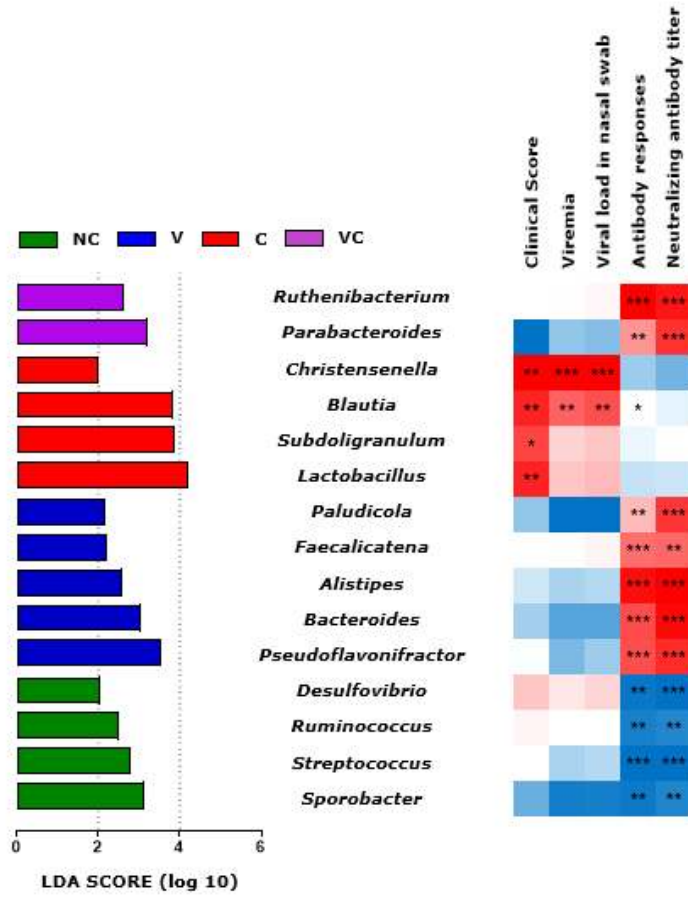 Clinical Score
Viremia
Viral load in nasal swab
Antibody responses
Neutralizing antibody titer
NC V C VC
Ruthenibacterium *** ***
Parabacteroides ** ***
Christensenella ** *** ***
Blautia ** ** ** *
Subdoligranulum *
Lactobacillus **
Paludicola ** ***
Faecalicatena *** **
Alistipes *** ***
Bacteroides *** ***
Pseudoflavonifractor *** ***
Desulfovibrio ** ***
Ruminococcus ** **
Streptococcus *** ***
Sporobacter ** **
0 2 4 6
LDA SCORE (log 10)